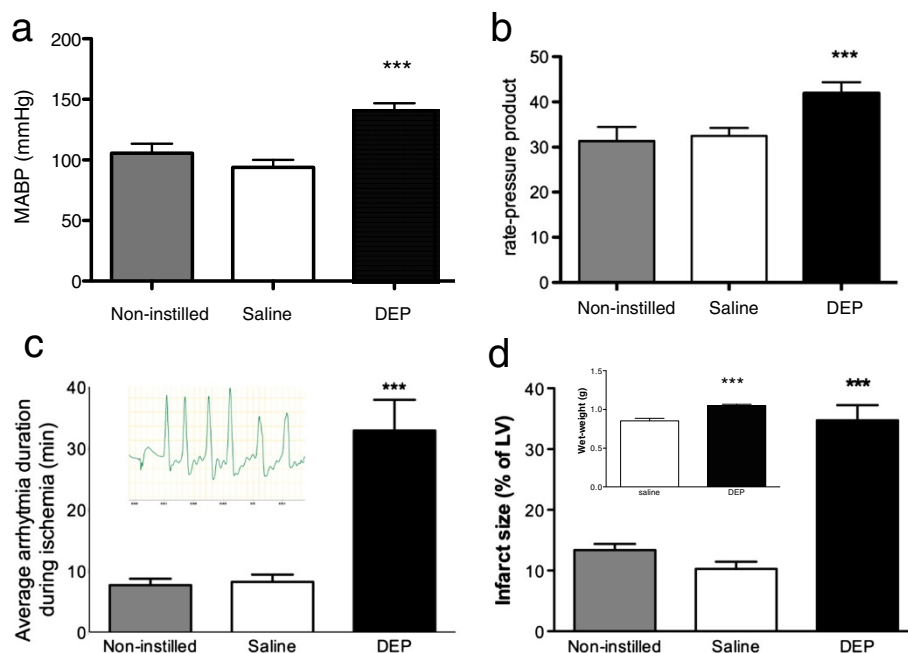 a
200
150
100
50
0
MABP (mmHg)
***
Non-instilled Saline DEP
b
50
40
30
20
10
0
rate-pressure product
***
Non-instilled Saline DEP
c
40
30
20
10
0
Average arrhytmia duration
during ischemia (min)
***
Non-instilled Saline DEP
d
40
30
20
10
0
Infarct size (% of LV)
***
1.5
1.0
0.5
0.0
Wet-weight (g)
***
saline DEP
Non-instilled Saline DEP